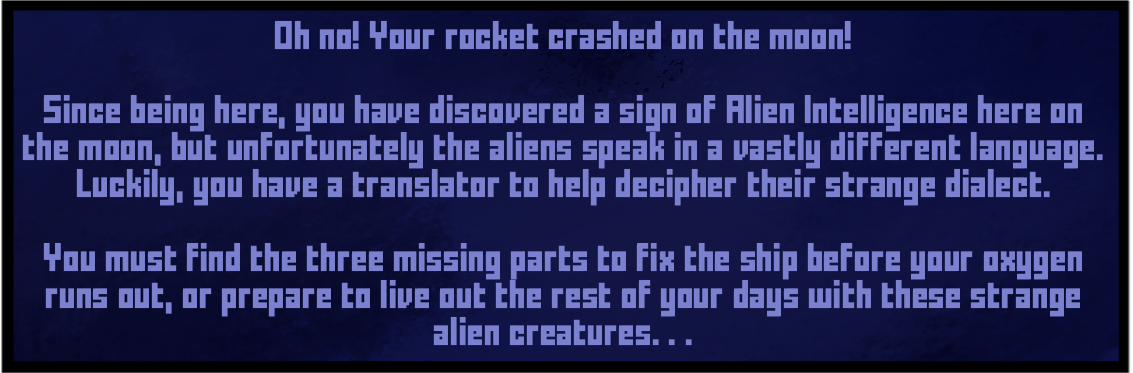 Oh no! Your rocket crashed on the moon!
Since being here, you have discovered a sign of Alien Intelligence here on
the moon, but unfortunately the aliens speak in a vastly different language.
Luckily, you have a translator to help decipher their strange dialect.
You must find the three missing parts to fix the ship before your oxygen
runs out, or prepare to live out the rest of your days with these strange
alien creatures...